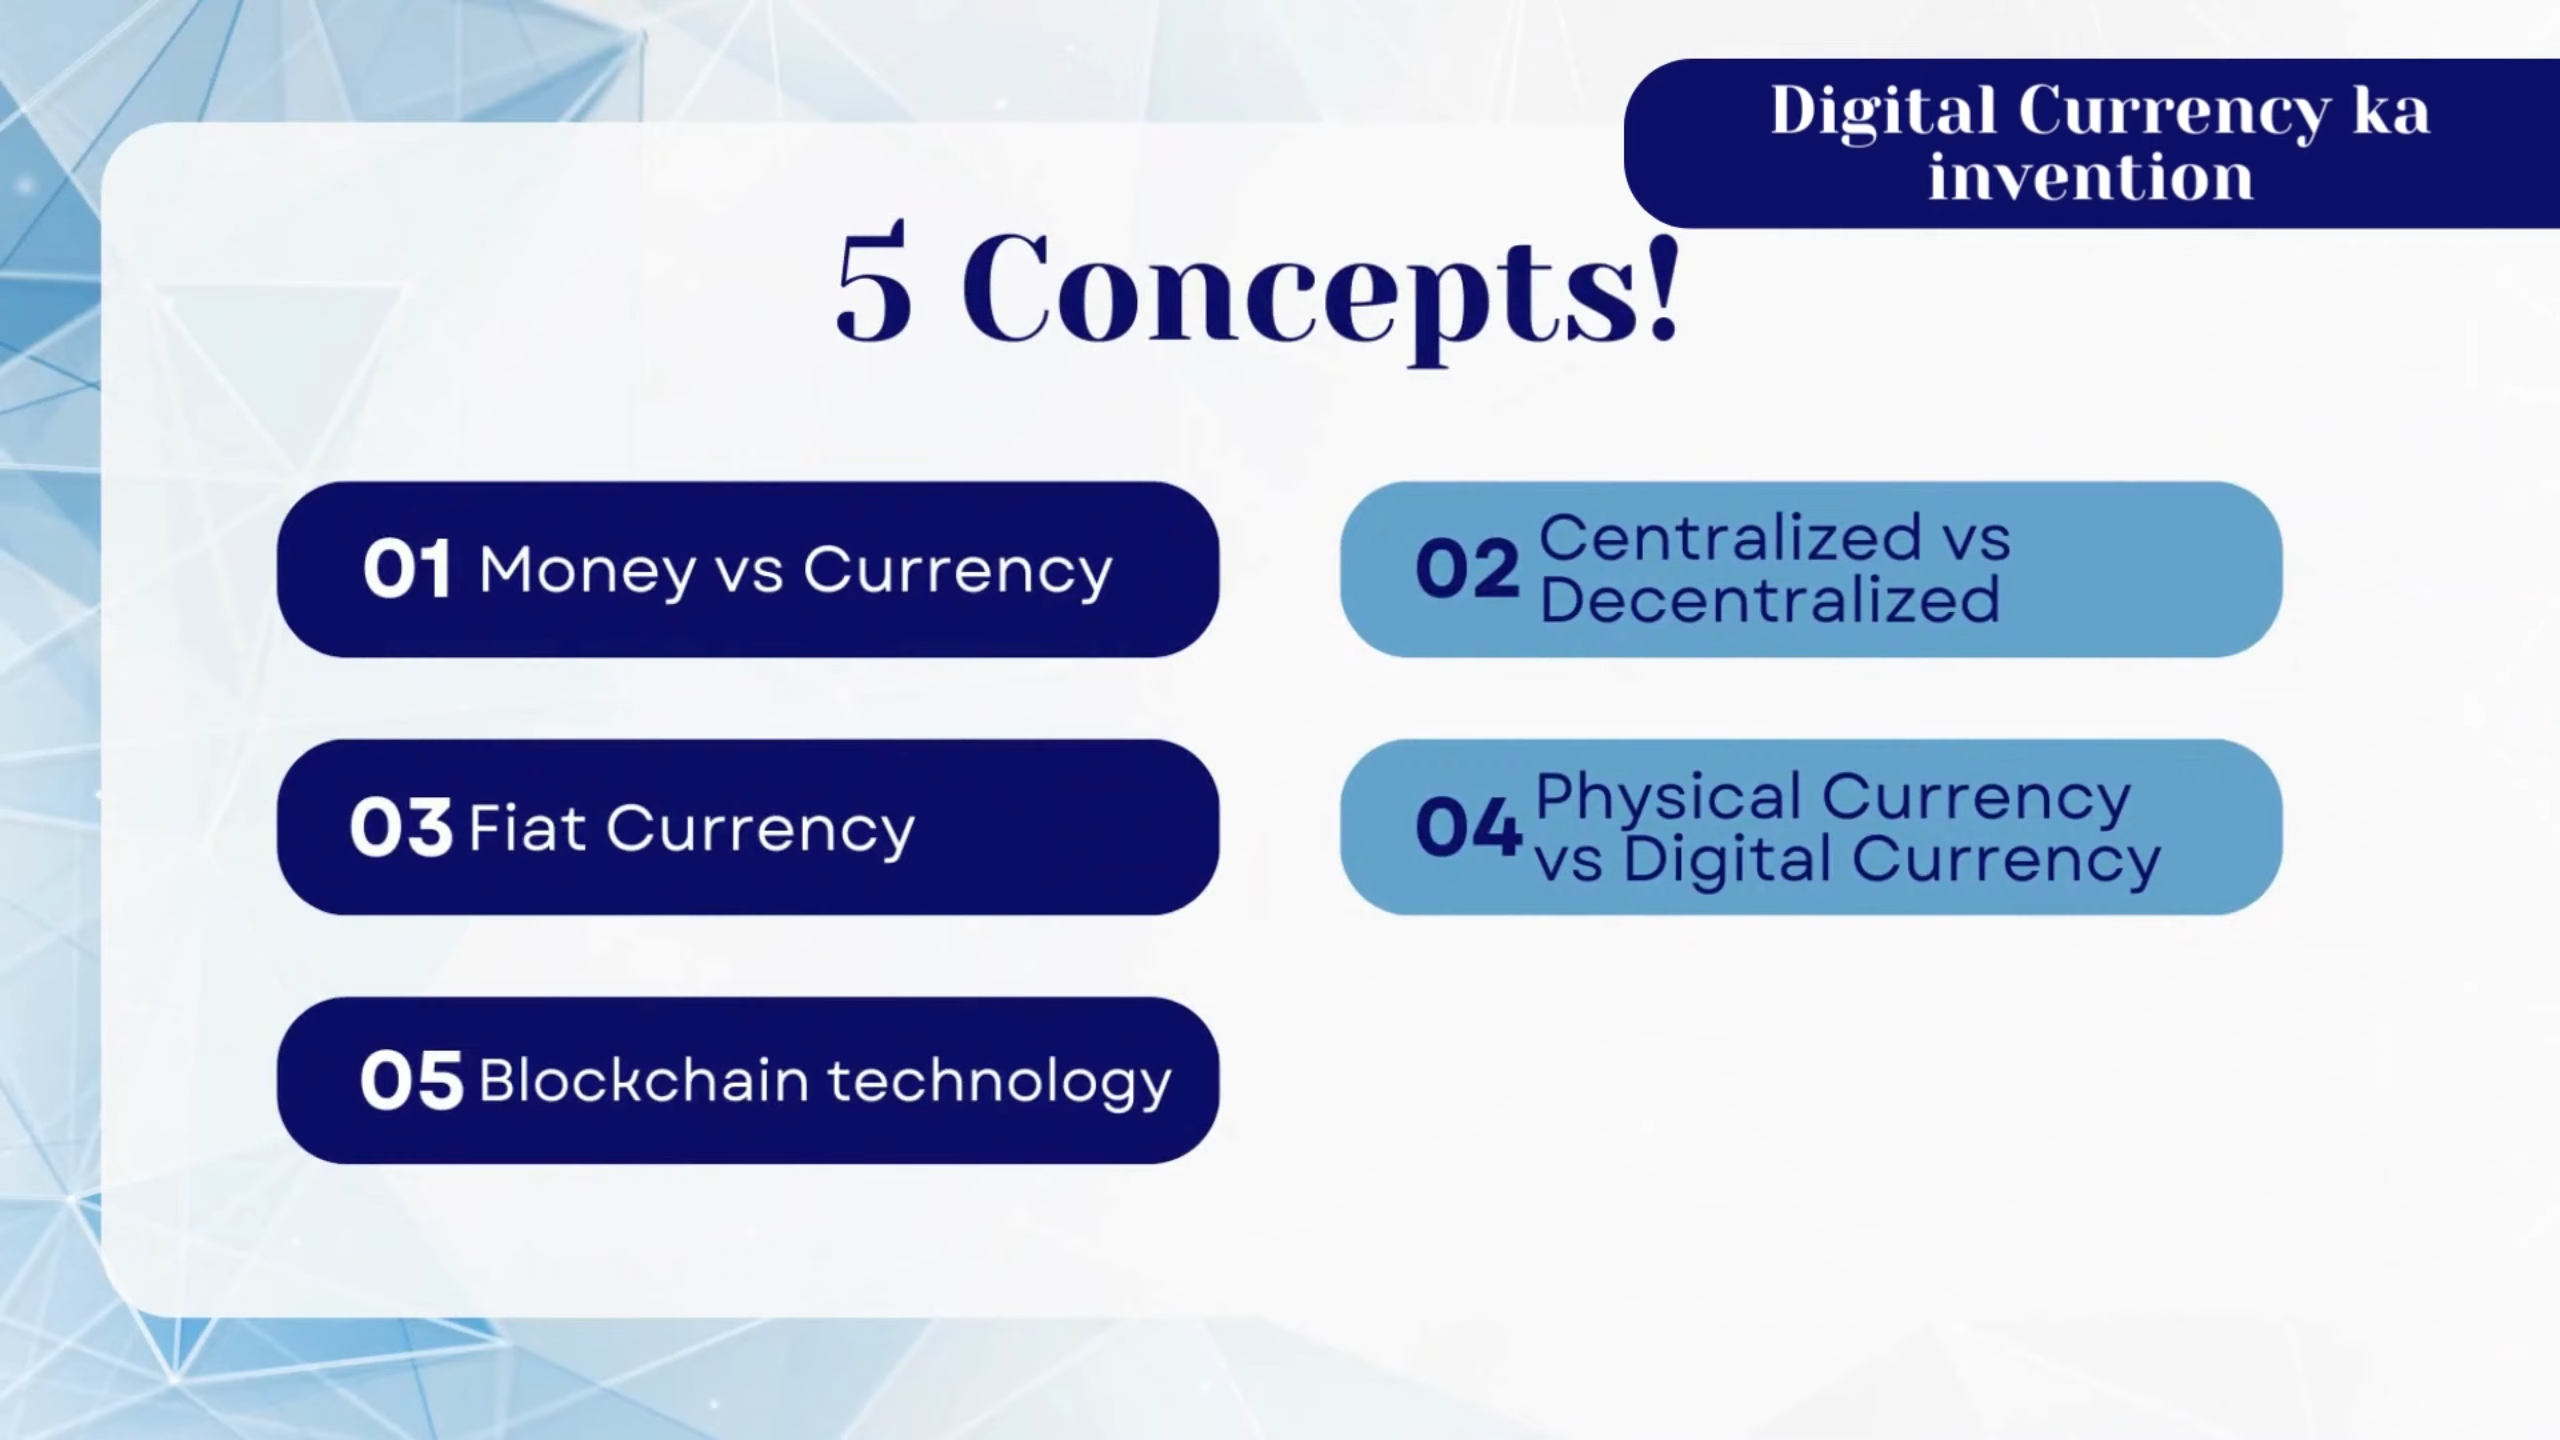 Digital Currency ka
invention
5 Concepts!
01 Money vs Currency
02 Centralized vs
Decentralized
03 Fiat Currency
04 Physical Currency
vs Digital Currency
05 Blockchain technology